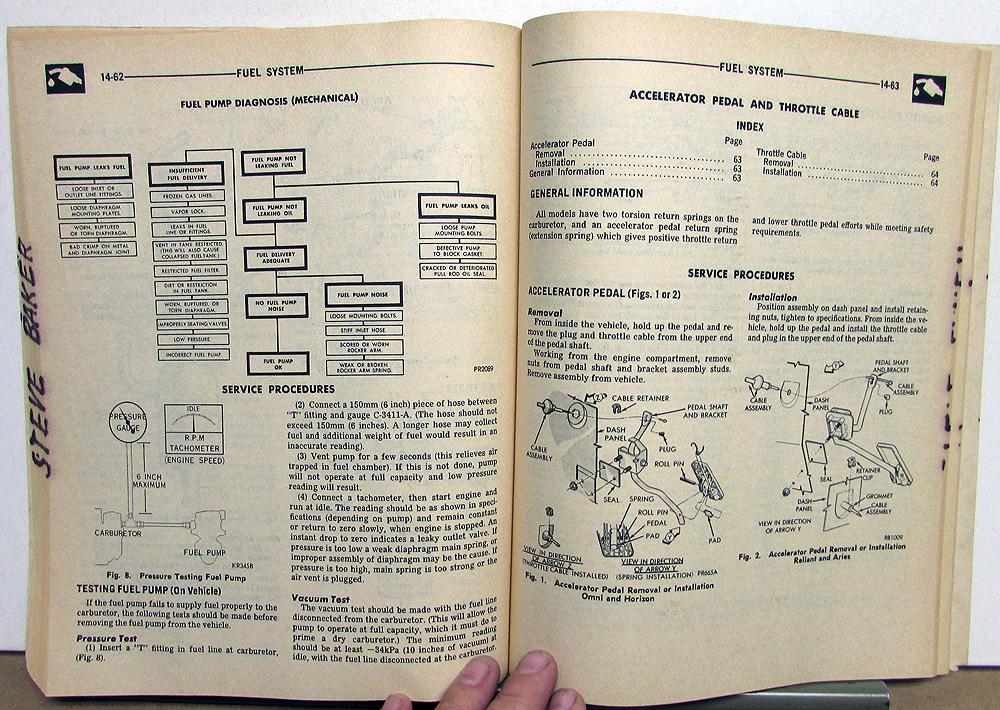 14-62
FUEL SYSTEM
FUEL PUMP DIAGNOSIS (MECHANICAL)
FUEL PUMP LEAKS FUEL
LOOSE INLET OR
OUTLET LINE FITTINGS.
LOOSE DIAPHRAGM
MOUNTING PLATES.
WORN, RUPTURED
OR TORN DIAPHRAGM.
BAD CRIMP ON METAL
AND DIAPHRAGM JOINT.
INSUFFICIENT
FUEL DELIVERY
FROZEN GAS LINES.
VAPOR LOCK.
LEAKS IN FUEL
LINE OR FITTINGS.
VENT IN TANK RESTRICTED.
(THIS WILL ALSO CAUSE
COLLAPSED FUEL TANK.)
RESTRICTED FUEL FILTER.
DIRT OR RESTRICTION
IN FUEL TANK.
WORN, RUPTURED, OR
TORN DIAPHRAGM.
IMPROPERLY SEATING VALVES.
LOW PRESSURE.
INCORRECT FUEL PUMP.
FUEL PUMP NOT
LEAKING FUEL
FUEL PUMP NOT
LEAKING OIL
FUEL DELIVERY
ADEQUATE
NO FUEL PUMP
NOISE
FUEL PUMP
OK
FUEL PUMP NOISE
LOOSE MOUNTING BOLTS.
STIFF INLET HOSE.
SCORED OR WORN
ROCKER ARM.
WEAK OR BROKEN
ROCKER ARM SPRING.
FUEL PUMP LEAKS OIL
LOOSE PUMP
MOUNTING BOLTS.
DEFECTIVE PUMP
TO BLOCK GASKET.
CRACKED OR DETERIORATED
PULL ROD OIL SEAL.
PR2089
SERVICE PROCEDURES
PRESSURE
GAUGE
IDLE
R.P.M
TACHOMETER
(ENGINE SPEED)
6 INCH
MAXIMUM
CARBURETOR
FUEL PUMP
KR345B
Fig. 8. Pressure Testing Fuel Pump
TESTING FUEL PUMP (On Vehicle)
If the fuel pump fails to supply fuel properly to the
carburetor, the following tests should be made before
removing the fuel pump from the vehicle.
Pressure Test
(1) Insert a "T" fitting in fuel line at carburetor,
(Fig. 8).
(2) Connect a 150mm (6 inch) piece of hose between
"T" fitting and gauge C-3411-A. (The hose should not
exceed 150mm (6 inches). A longer hose may collect
fuel and additional weight of fuel would result in an
inaccurate reading).
(3) Vent pump for a few seconds (this relieves air
trapped in fuel chamber). If this is not done, pump
will not operate at full capacity and low pressure
reading will result.
(4) Connect a tachometer, then start engine and
run at idle. The reading should be as shown in speci-
fications (depending on pump) and remain constant
or return to zero slowly, when engine is stopped. An
instant drop to zero indicates a leaky outlet valve. If
pressure is too low a weak diaphragm main spring, or
improper assembly of diaphragm may be the cause. If
pressure is too high, main spring is too strong or the
air vent is plugged.
Vacuum Test
The vacuum test should be made with the fuel line
disconnected from the carburetor. (This will allow the
pump to operate at full capacity, which it must do to
prime a dry carburetor.) The minimum reading
should be at least −34kPa (10 inches of vacuum) at
idle, with the fuel line disconnected at the carburetor.
STEVE BAKER
FUEL SYSTEM
14-63
ACCELERATOR PEDAL AND THROTTLE CABLE
INDEX
Page
Accelerator Pedal
Removal 63
Installation 63
General Information 63
Page
Throttle Cable
Removal 64
Installation 64
GENERAL INFORMATION
All models have two torsion return springs on the
carburetor, and an accelerator pedal return spring
(extension spring) which gives positive throttle return
and lower throttle pedal efforts while meeting safety
requirements.
SERVICE PROCEDURES
ACCELERATOR PEDAL (Figs. 1 or 2)
Removal
From inside the vehicle, hold up the pedal and re-
move the plug and throttle cable from the upper end
of the pedal shaft.
Working from the engine compartment, remove
nuts from pedal shaft and bracket assembly studs.
Remove assembly from vehicle.
Installation
Position assembly on dash panel and install retain-
ing nuts, tighten to specifications. From inside the ve-
hicle, hold up the pedal and install the throttle cable
and plug in the upper end of the pedal shaft.
CABLE RETAINER
PEDAL SHAFT
AND BRACKET
DASH
PANEL
CABLE
ASSEMBLY
PLUG
ROLL PIN
SEAL
SPRING
ROLL PIN
PEDAL
PAD
PAD
VIEW IN DIRECTION
OF ARROW Z
(THROTTLE CABLE INSTALLED)
VIEW IN DIRECTION
OF ARROW Y
(SPRING INSTALLATION)
PR665A
Fig. 1. Accelerator Pedal Removal or Installation
Omni and Horizon
PEDAL SHAFT
AND BRACKET
CABLE
ASSEMBLY
PLUG
CABLE
ASSEMBLY
DASH
PANEL
RETAINER
CLIP
SEAL
GROMMET
CABLE
ASSEMBLY
DASH
PANEL
VIEW IN DIRECTION
OF ARROW Y
RB1009
Fig. 2. Accelerator Pedal Removal or Installation
Reliant and Aries